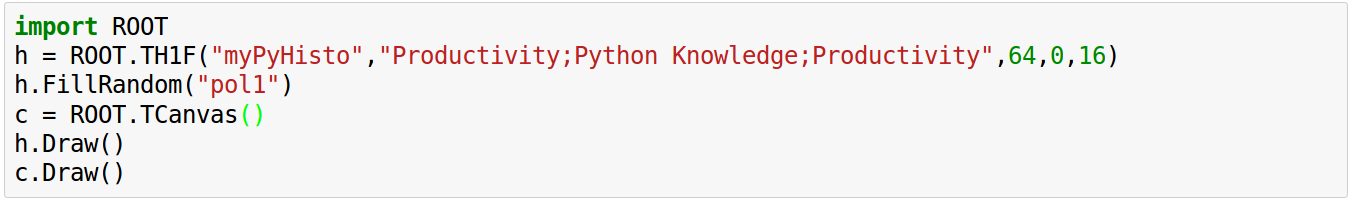 import ROOT
h = ROOT.TH1F("myPyHisto","Productivity;Python Knowledge;Productivity",64,0,16)
h.FillRandom("pol1")
c = ROOT.TCanvas()
h.Draw()
c.Draw()